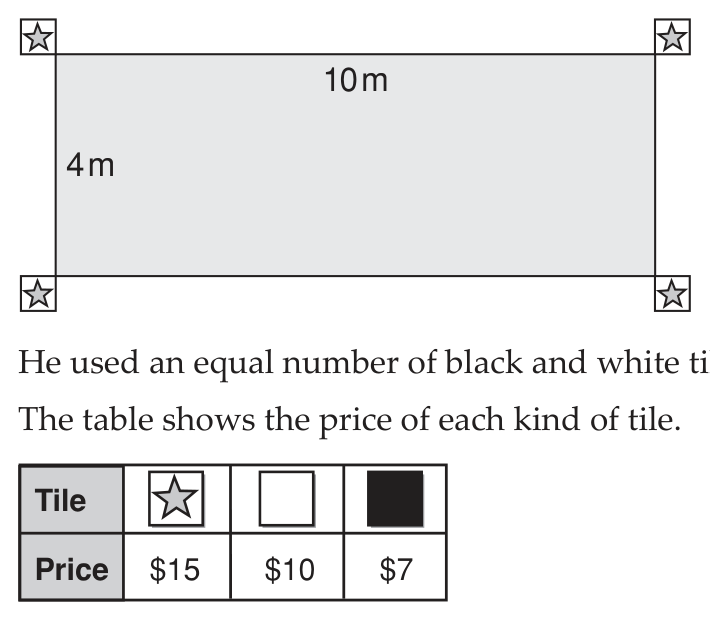 10 m
4 m
He used an equal number of black and white ti
The table shows the price of each kind of tile.
Tile
Price $15 $10 $7